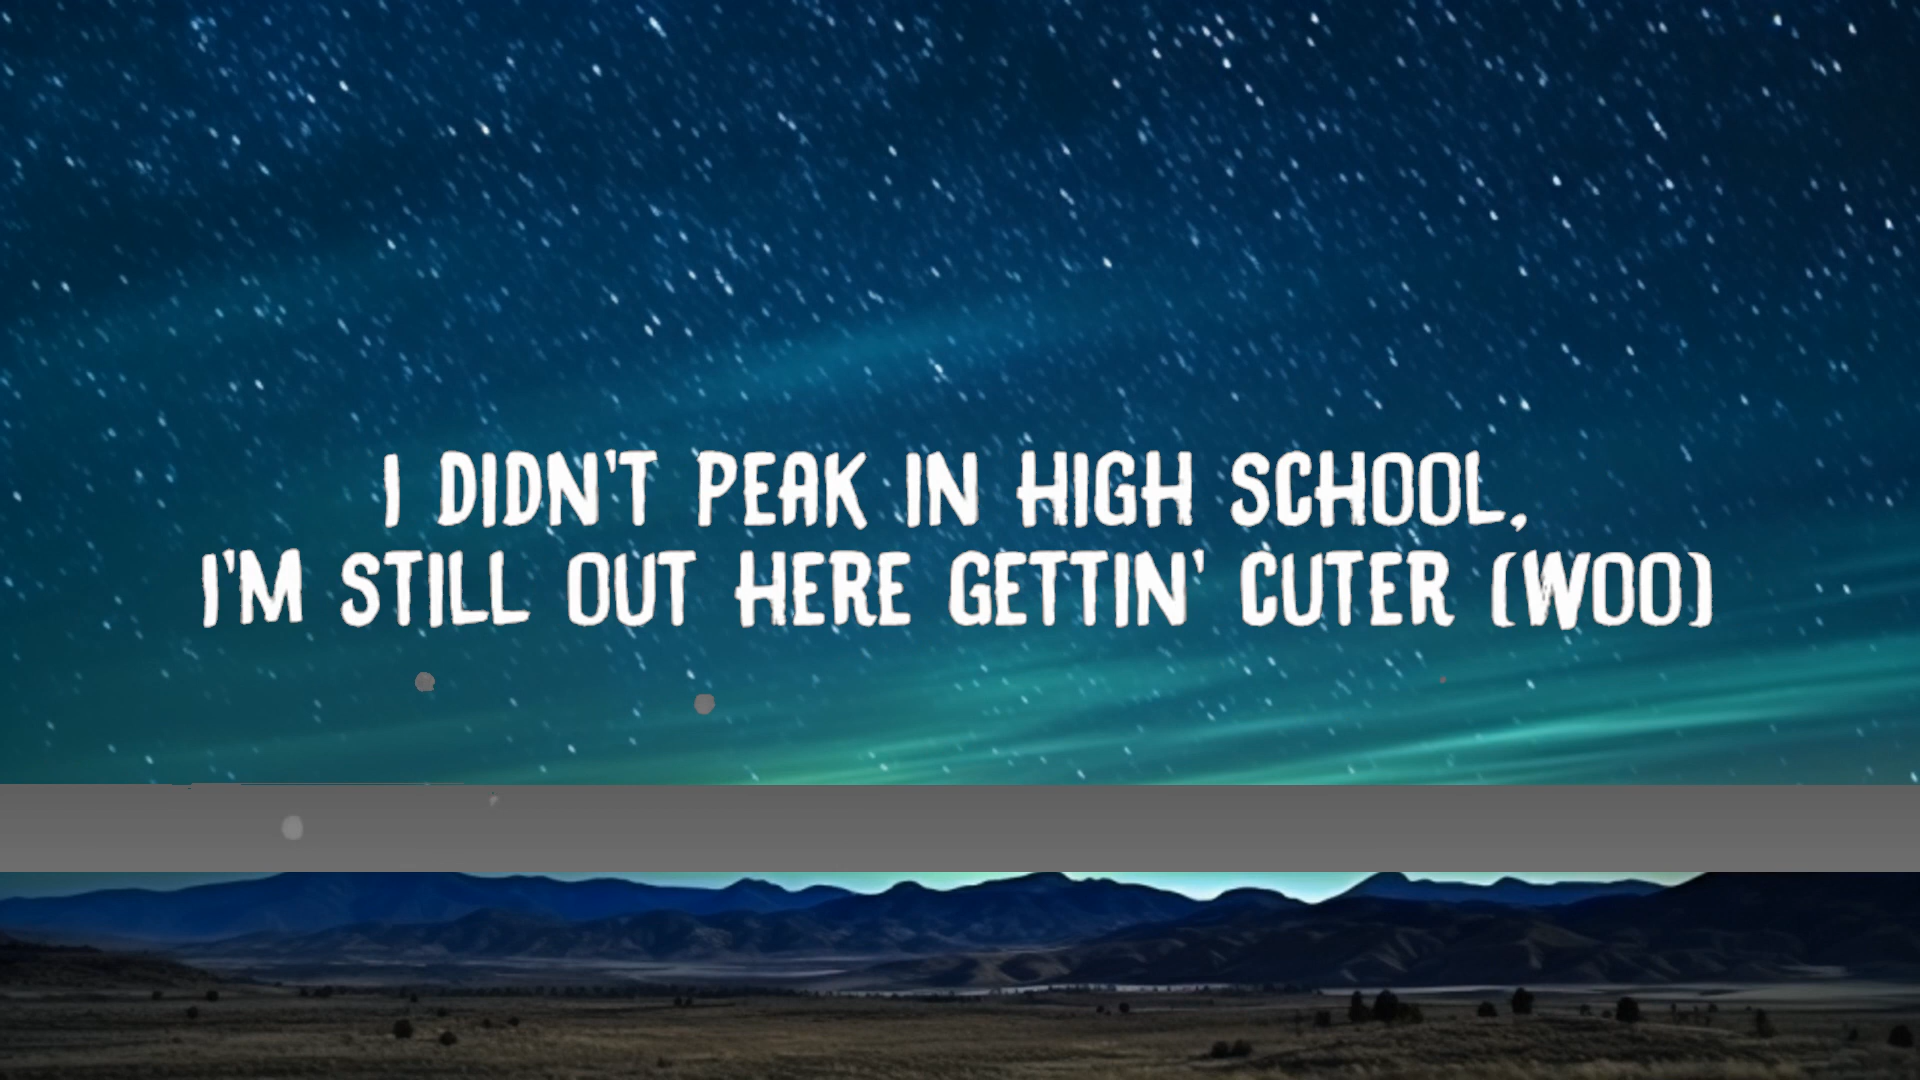 I DIDN'T PEAK IN HIGH SCHOOL,
I'M STILL OUT HERE GETTIN' CUTER (WOO)